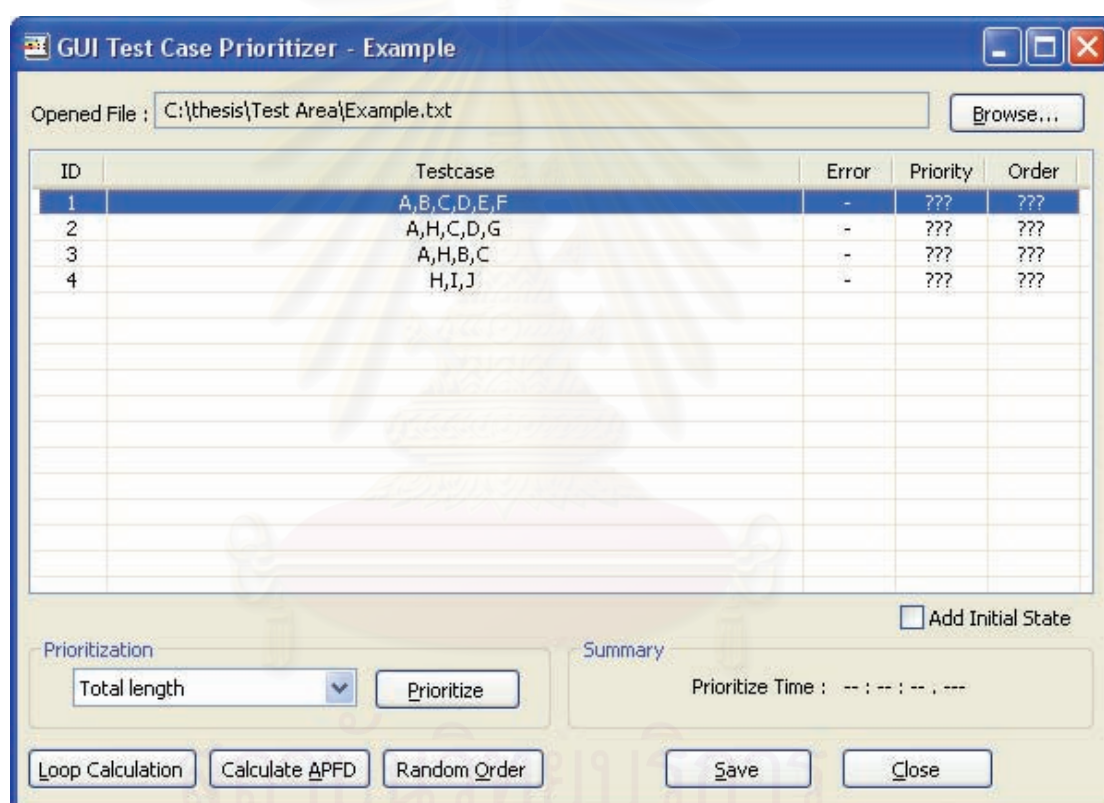 GUI Test Case Prioritizer - Example
Opened File : C:\thesis\Test Area\Example.txt Browse...
ID Testcase Error Priority Order
1 A,B,C,D,E,F - ??? ???
2 A,H,C,D,G - ??? ???
3 A,H,B,C - ??? ???
4 H,I,J - ??? ???
Add Initial State
Prioritization Summary
Total length Prioritize Prioritize Time : -- : -- : -- . ---
Loop Calculation Calculate APFD Random Order Save Close